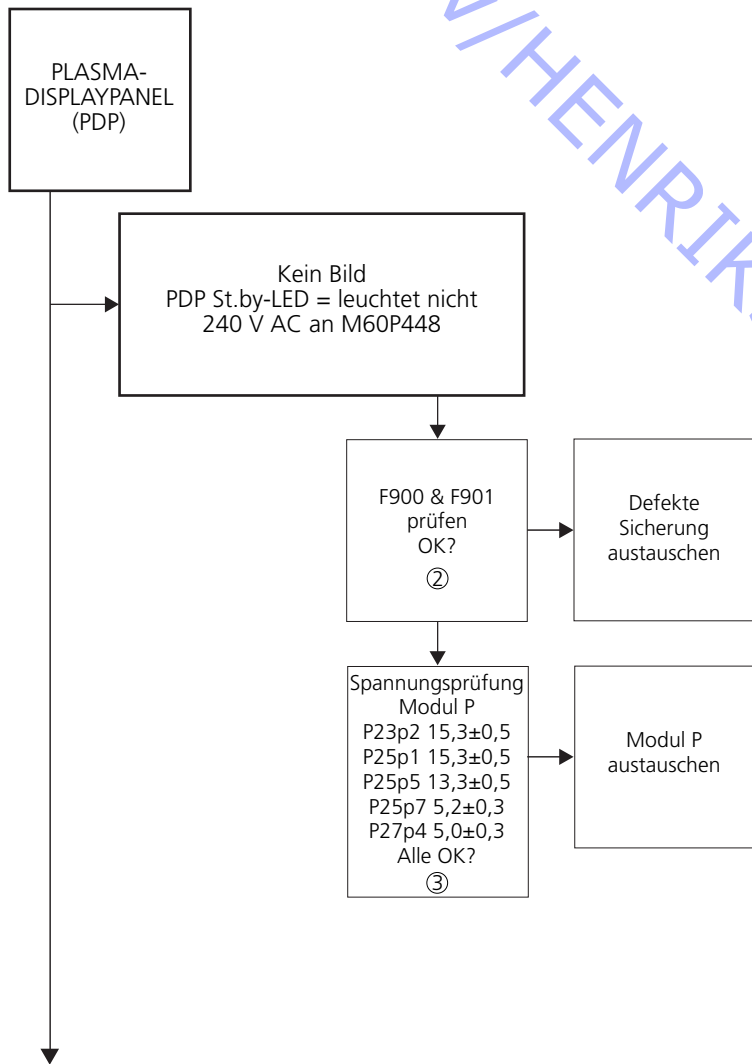 PLASMA-
DISPLAYPANEL
(PDP)
/HENRIK
Kein Bild
PDP St.by-LED = leuchtet nicht
240 V AC an M60P448
F900 & F901
prüfen
OK?
②
Defekte
Sicherung
austauschen
Spannungsprüfung
Modul P
P23p2 15,3±0,5
P25p1 15,3±0,5
P25p5 13,3±0,5
P25p7 5,2±0,3
P27p4 5,0±0,3
Alle OK?
③
Modul P
austauschen